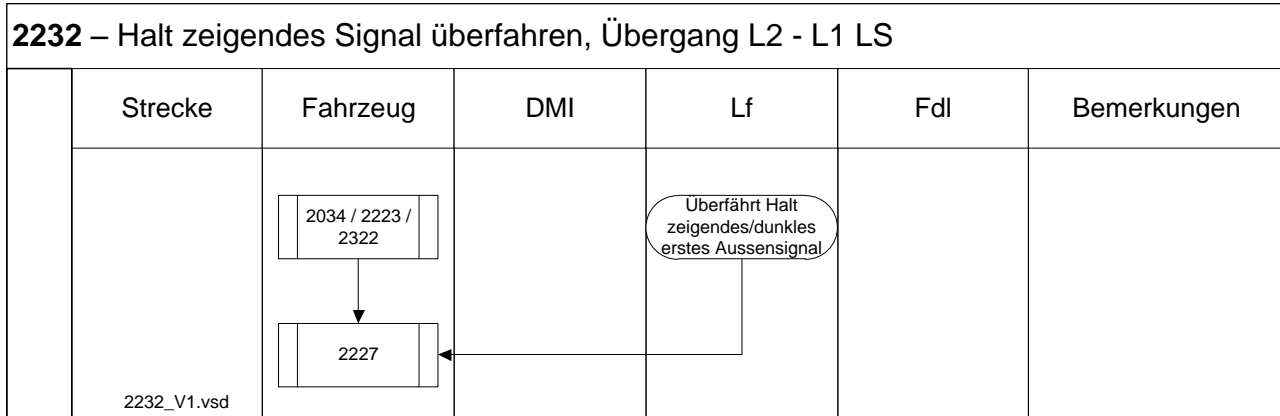 2232 – Halt zeigendes Signal überfahren, Übergang L2 - L1 LS
Strecke
Fahrzeug
DMI
Lf
Fdl
Bemerkungen
2034 / 2223 /
2322
Überfährt Halt
zeigendes/dunkles
erstes Aussensignal
2227
2232_V1.vsd